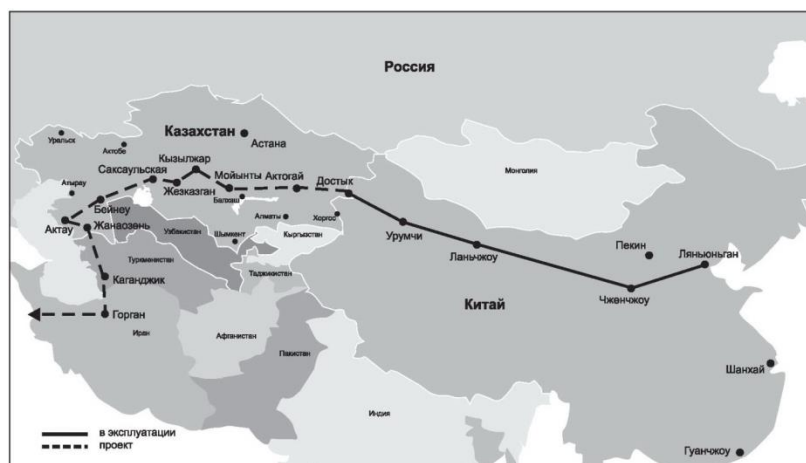 Россия
Казахстан
Астана
Уральск
Актобе
Кызылжар
Саксаульская
Мойынты
Актогай
Достык
Монголия
Атырау
Бейнеу
Жезказган
Балхаш
Актау
Жанаозень
Узбекистан
Шымкент
Алматы
Хоргос
Кыргызстан
Урумчи
Ланьчжоу
Пекин
Ляньюньган
Туркменистан
Таджикистан
Каганджик
Китай
Чженчжоу
Горган
Иран
Афганистан
Пакистан
Индия
Шанхай
Гуанчжоу
в эксплуатации
проект